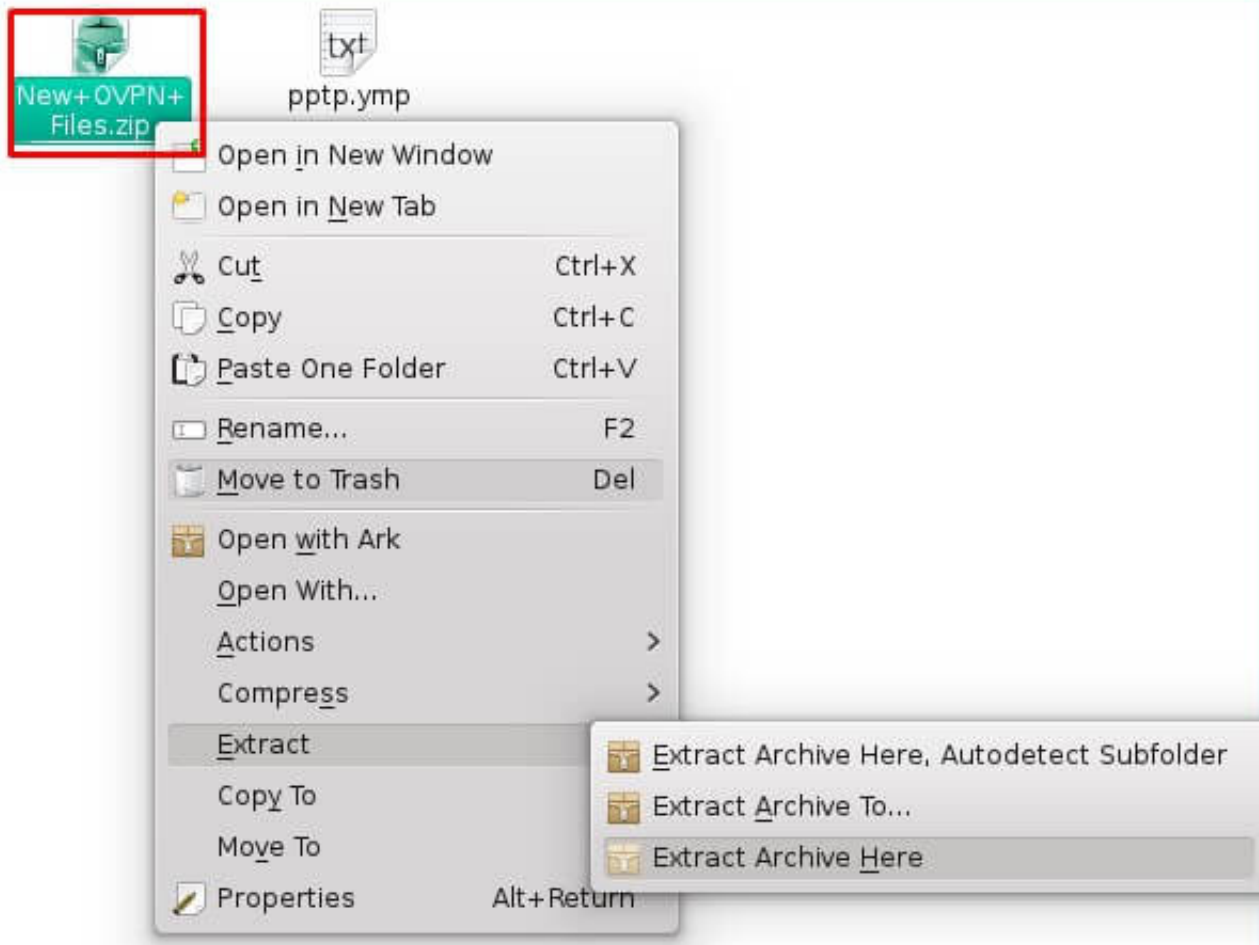 txt
New+OVPN+
Files.zip
pptp.ymp
Open in New Window
Open in New Tab
Cut Ctrl+X
Copy Ctrl+C
Paste One Folder Ctrl+V
Rename... F2
Move to Trash Del
Open with Ark
Open With...
Actions
Compress
Extract
Extract Archive Here, Autodetect Subfolder
Extract Archive To...
Extract Archive Here
Copy To
Move To
Properties Alt+Return